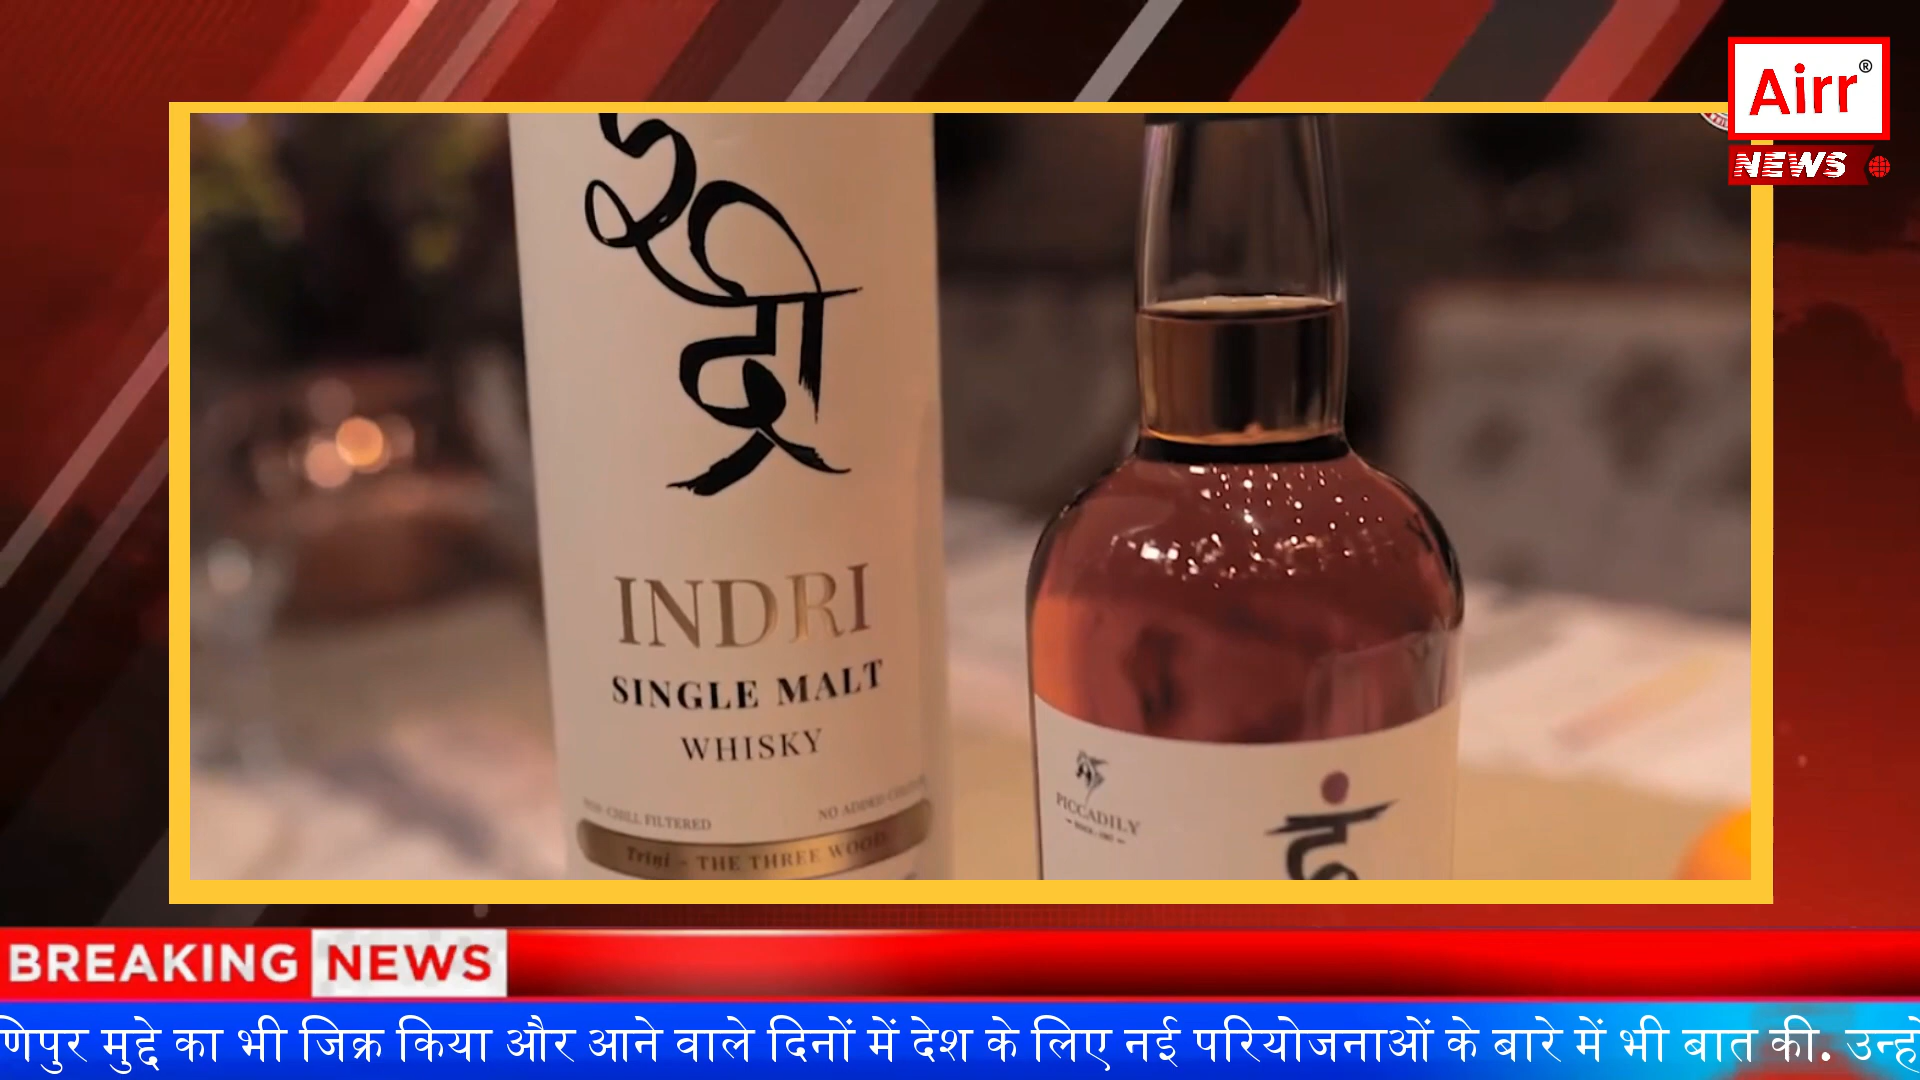 Airr®
NEWS
इंद्री
INDRI
SINGLE MALT
WHISKY
CHILL FILTERED
NO ADDED
Trini - THE THREE WOOD
PICCADILY
BREAKING NEWS
णिपुर मुद्दे का भी जिक्र किया और आने वाले दिनों में देश के लिए नई परियोजनाओं के बारे में भी बात की. उन्हो